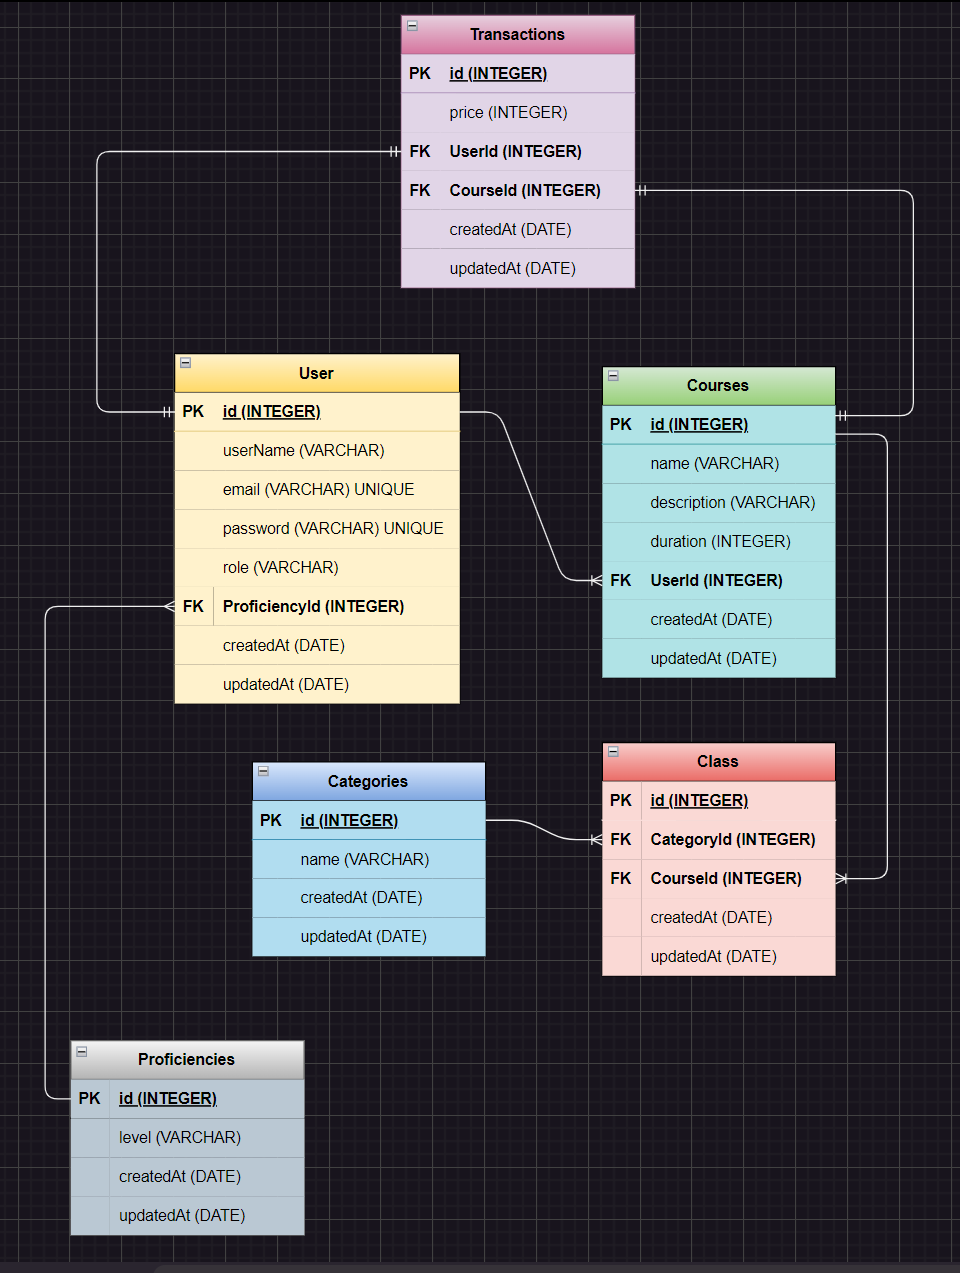 Transactions
PK id (INTEGER)
price (INTEGER)
FK UserId (INTEGER)
FK CourseId (INTEGER)
createdAt (DATE)
updatedAt (DATE)
User
PK id (INTEGER)
userName (VARCHAR)
email (VARCHAR) UNIQUE
password (VARCHAR) UNIQUE
role (VARCHAR)
FK ProficiencyId (INTEGER)
createdAt (DATE)
updatedAt (DATE)
Courses
PK id (INTEGER)
name (VARCHAR)
description (VARCHAR)
duration (INTEGER)
FK UserId (INTEGER)
createdAt (DATE)
updatedAt (DATE)
Categories
PK id (INTEGER)
name (VARCHAR)
createdAt (DATE)
updatedAt (DATE)
Class
PK id (INTEGER)
FK CategoryId (INTEGER)
FK CourseId (INTEGER)
createdAt (DATE)
updatedAt (DATE)
Proficiencies
PK id (INTEGER)
level (VARCHAR)
createdAt (DATE)
updatedAt (DATE)